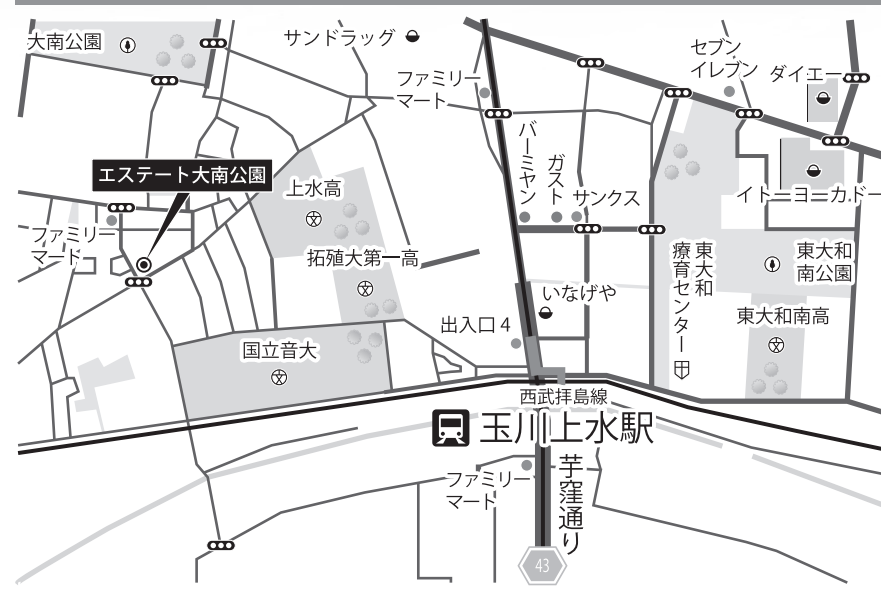 大南公園
サンドラッグ
ファミリー
マート
セブン
イレブン
ダイエー
エステート大南公園
上水高
バーミヤン
ガスト
サンクス
イトーヨーカドー
ファミリー
マート
拓殖大第一高
東大和
療育センター
東大和
南公園
いなげや
出入口4
東大和南高
国立音大
西武拝島線
玉川上水駅
ファミリー
マート
芋窪通り
43